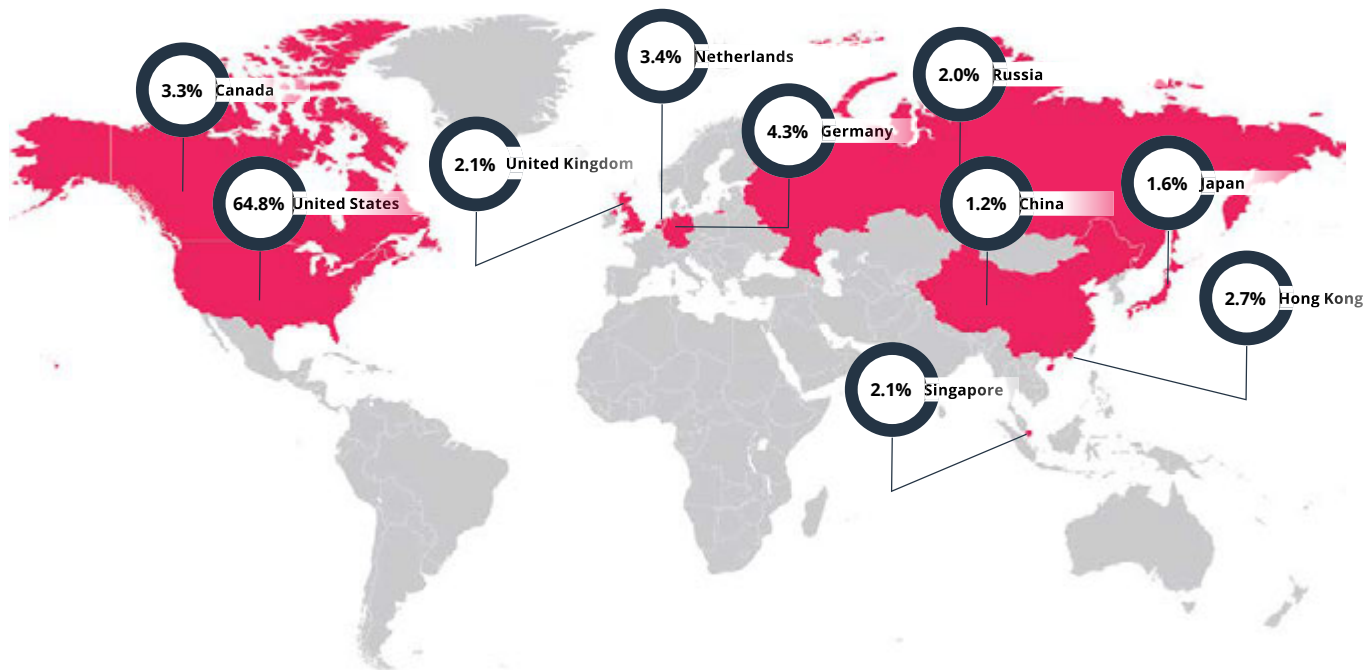 3.4% Netherlands
2.0% Russia
3.3% Canada
4.3% Germany
2.1% United Kingdom
1.6% Japan
64.8% United States
1.2% China
2.7% Hong Kong
2.1% Singapore